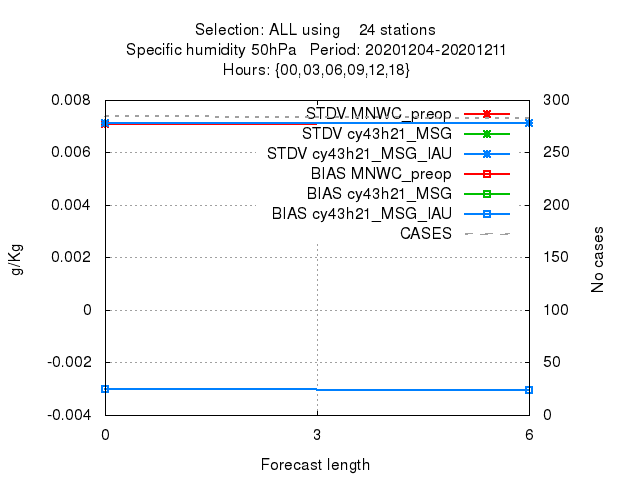 Selection: ALL using 24 stations
Specific humidity 50hPa Period: 20201204-20201211
Hours: {00,03,06,09,12,18}
0.008
0.006
0.004
0.002
0
-0.002
-0.004
g/Kg
STDV MNWC_preop
STDV cy43h21_MSG
STDV cy43h21_MSG_IAU
BIAS MNWC_preop
BIAS cy43h21_MSG
BIAS cy43h21_MSG_IAU
CASES
300
250
200
150
100
50
0
No cases
0 3 6
Forecast length